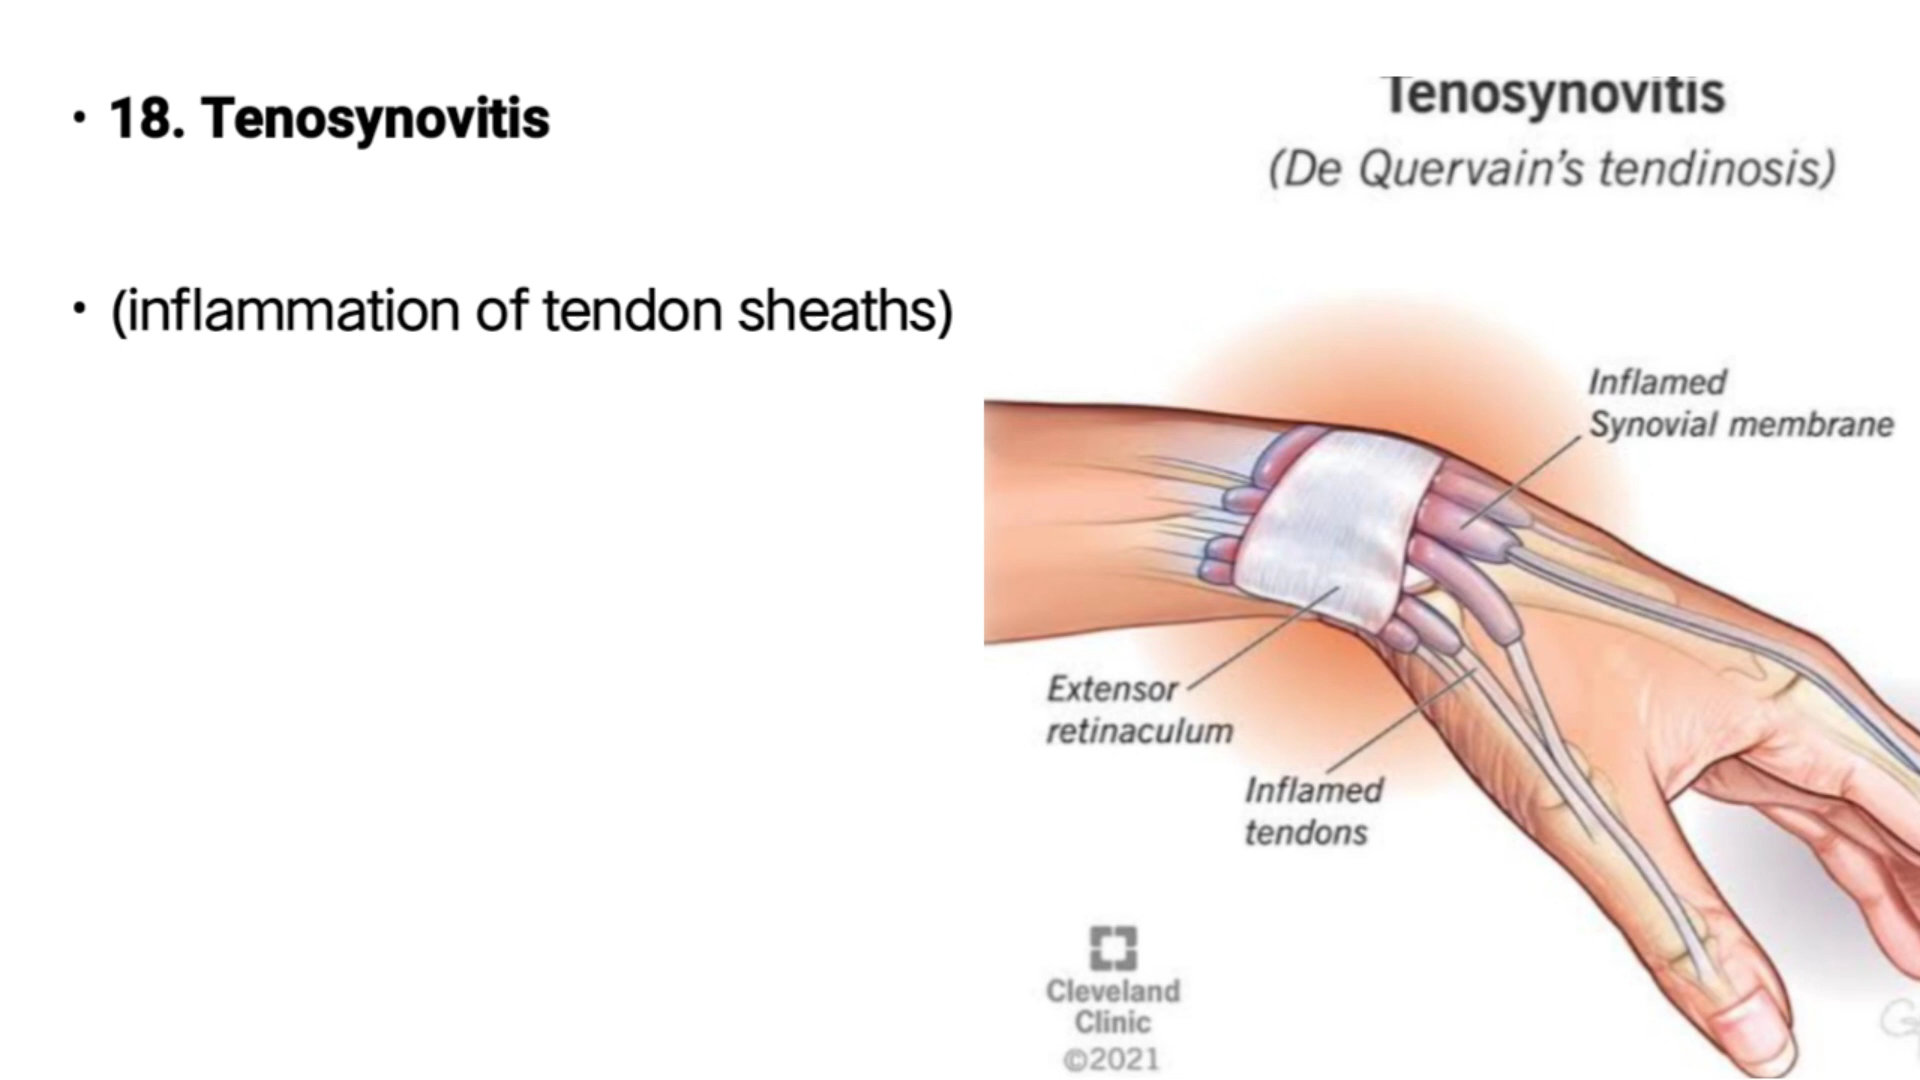 • 18. Tenosynovitis
• (inflammation of tendon sheaths)
Tenosynovitis
(De Quervain's tendinosis)
Inflamed
Synovial membrane
Extensor
retinaculum
Inflamed
tendons
Cleveland
Clinic
©2021